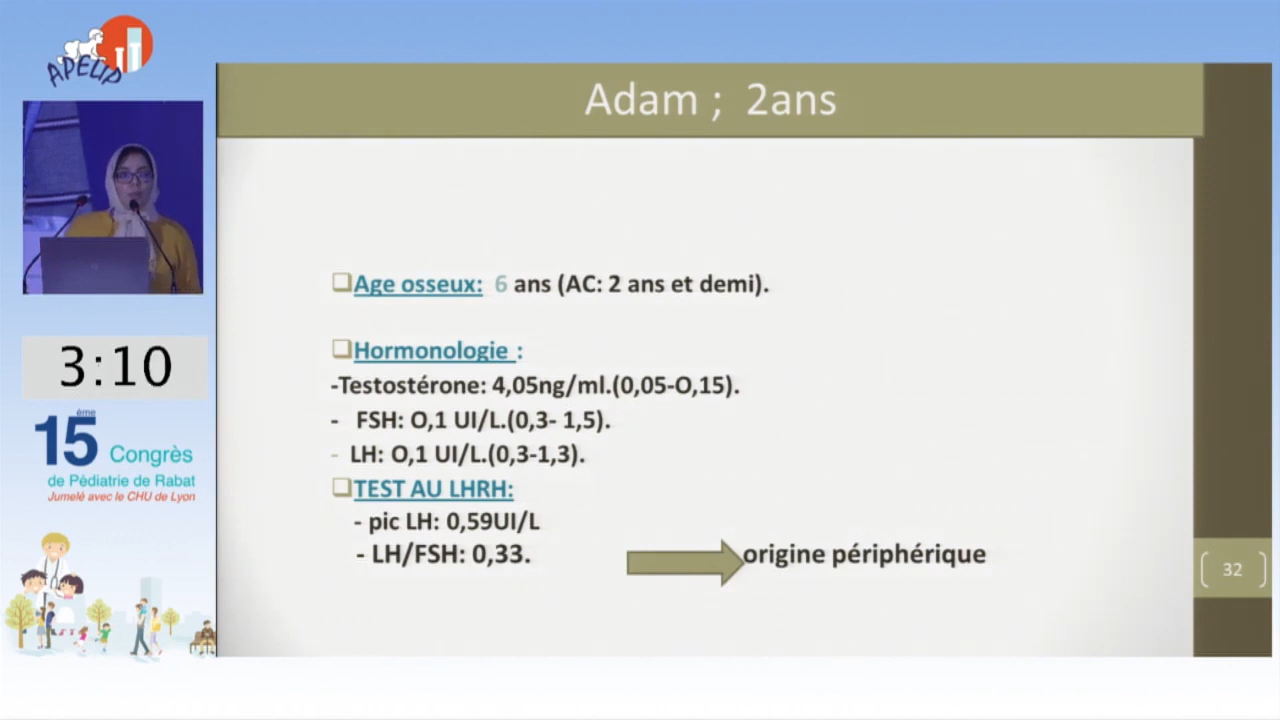 APEUP
Adam ; 2ans
Age osseux: 6 ans (AC: 2 ans et demi).
Hormonologie :
-Testostérone: 4,05ng/ml.(0,05-O,15).
- FSH: O,1 UI/L.(0,3- 1,5).
- LH: O,1 UI/L.(0,3-1,3).
TEST AU LHRH:
- pic LH: 0,59UI/L
- LH/FSH: 0,33.
origine périphérique
32
3:10
15ème Congrès
de Pédiatrie de Rabat
Jumelé avec le CHU de Lyon